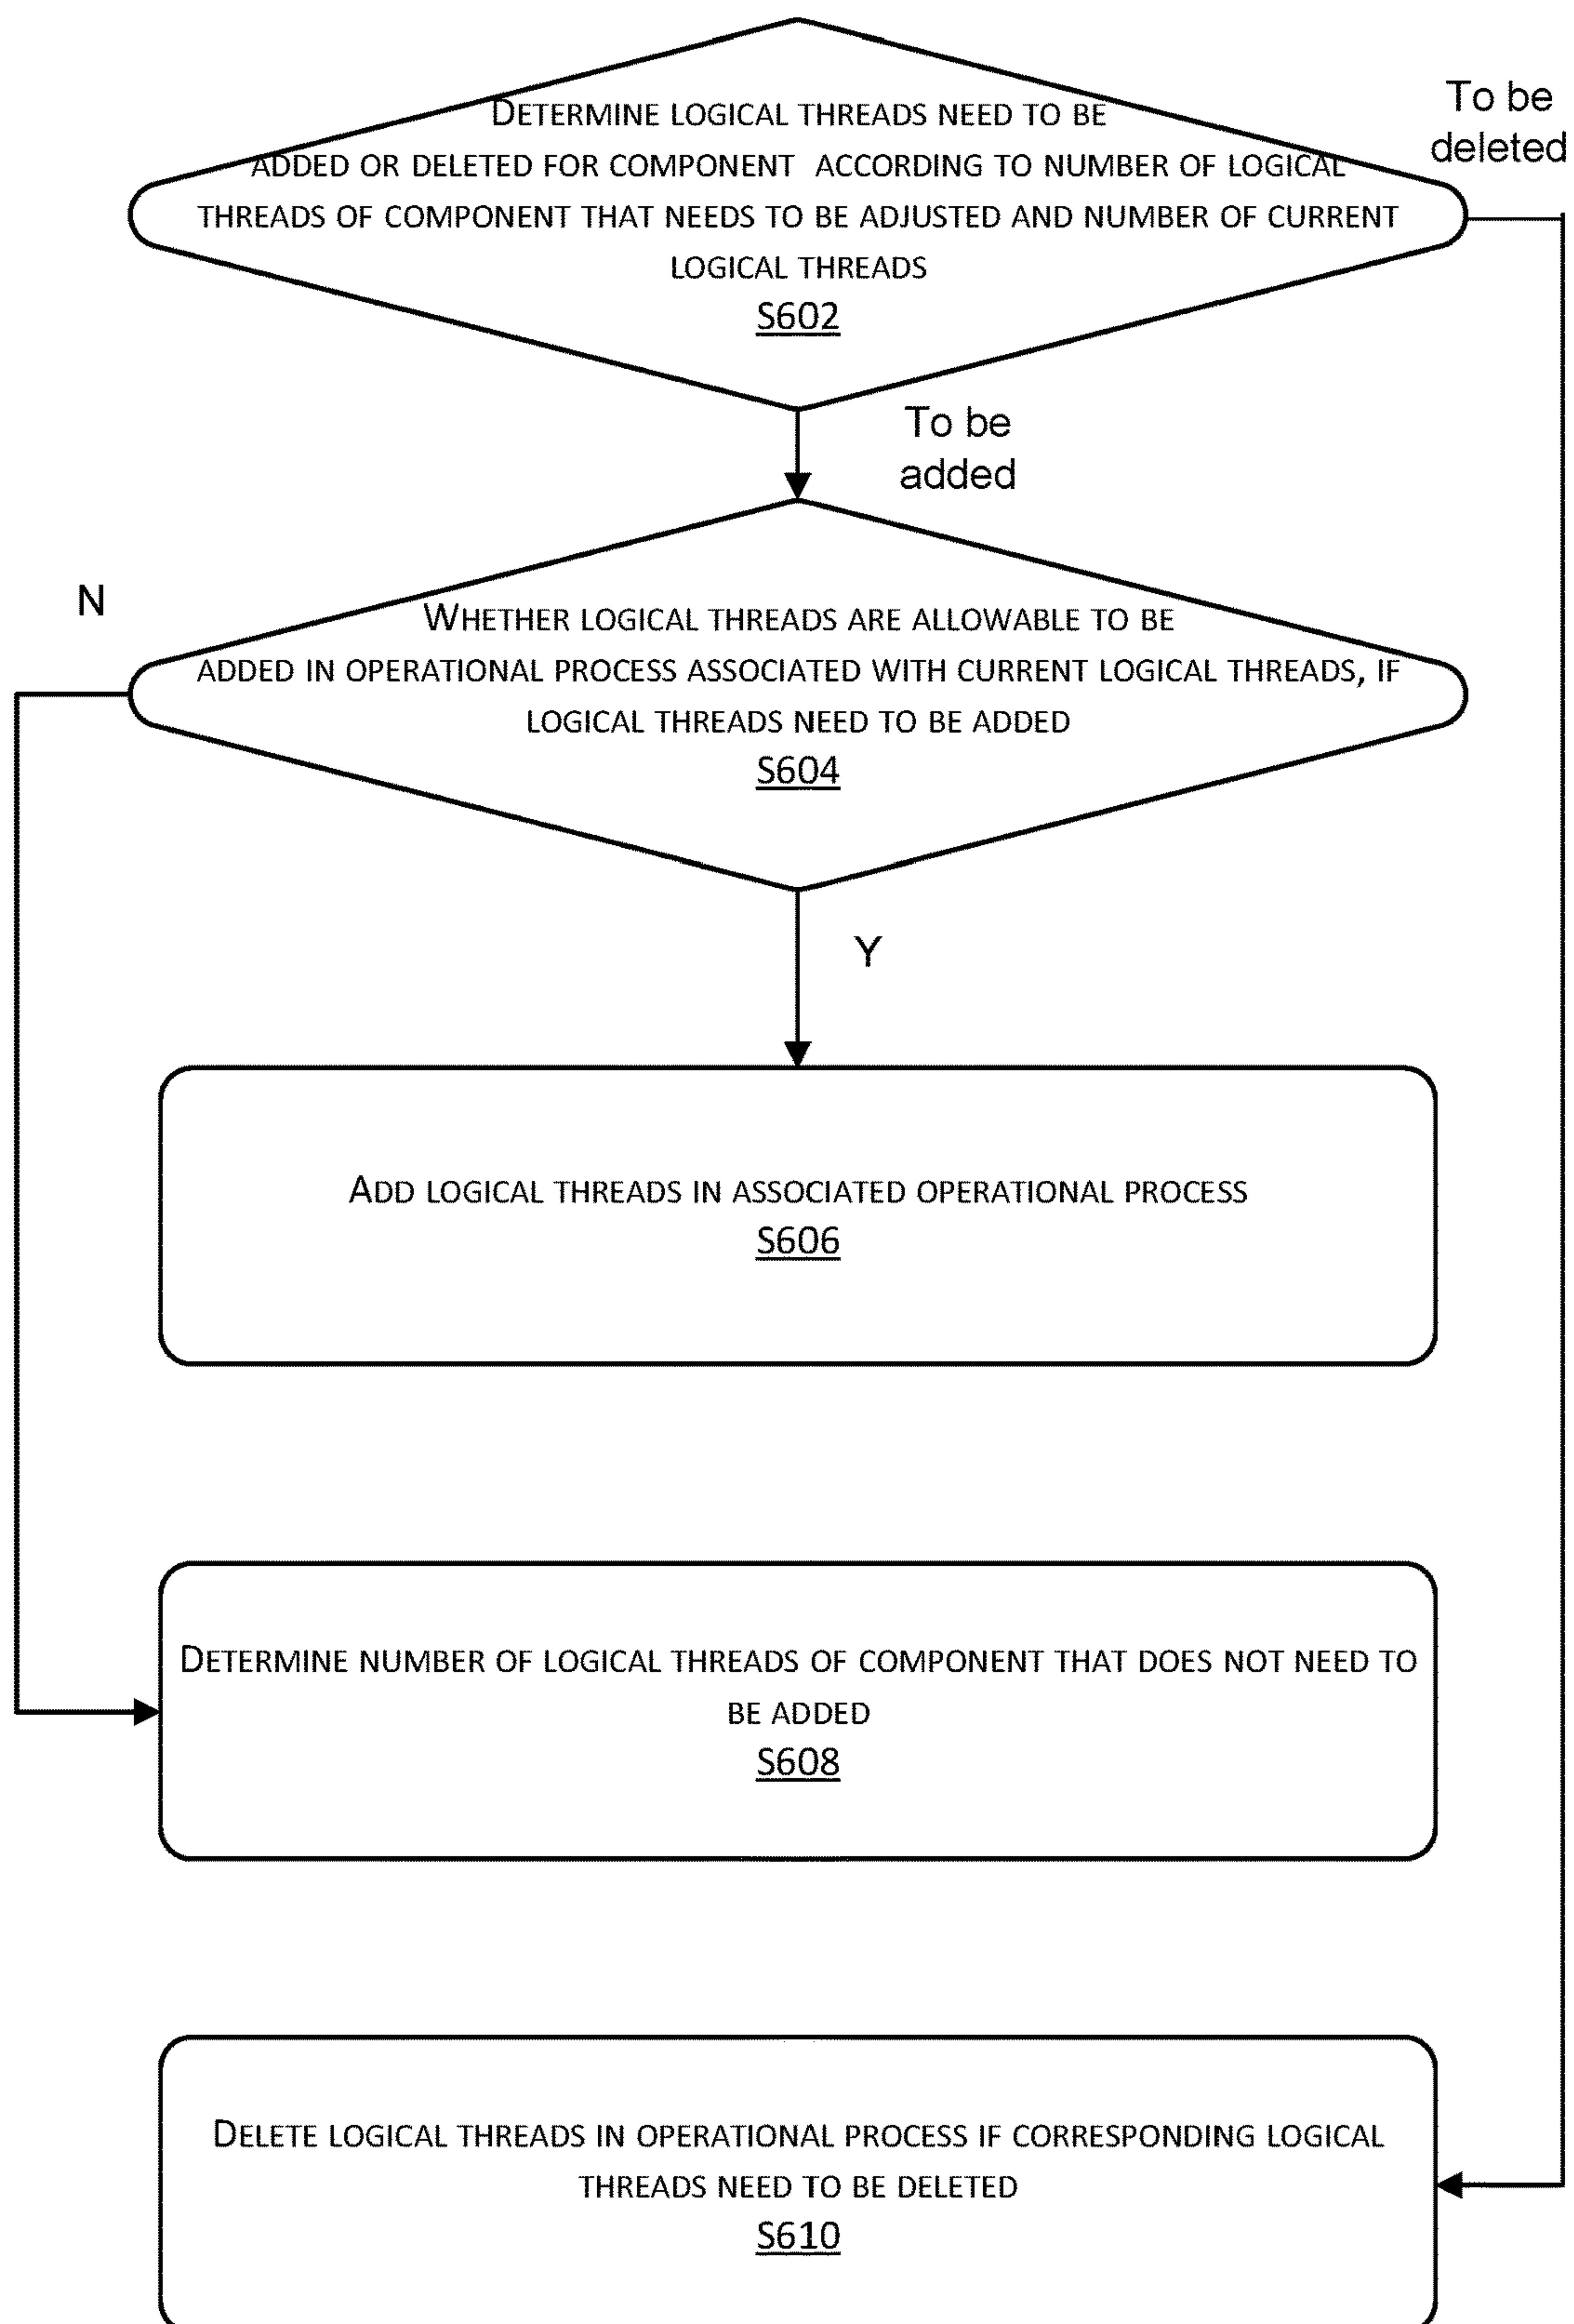 DETERMINE LOGICAL THREADS NEED TO BE
ADDED OR DELETED FOR COMPONENT ACCORDING TO NUMBER OF LOGICAL
THREADS OF COMPONENT THAT NEEDS TO BE ADJUSTED AND NUMBER OF CURRENT
LOGICAL THREADS
S602
To be
deleted
To be
added
WHETHER LOGICAL THREADS ARE ALLOWABLE TO BE
ADDED IN OPERATIONAL PROCESS ASSOCIATED WITH CURRENT LOGICAL THREADS, IF
LOGICAL THREADS NEED TO BE ADDED
S604
N
Y
ADD LOGICAL THREADS IN ASSOCIATED OPERATIONAL PROCESS
S606
DETERMINE NUMBER OF LOGICAL THREADS OF COMPONENT THAT DOES NOT NEED TO
BE ADDED
S608
DELETE LOGICAL THREADS IN OPERATIONAL PROCESS IF CORRESPONDING LOGICAL
THREADS NEED TO BE DELETED
S610